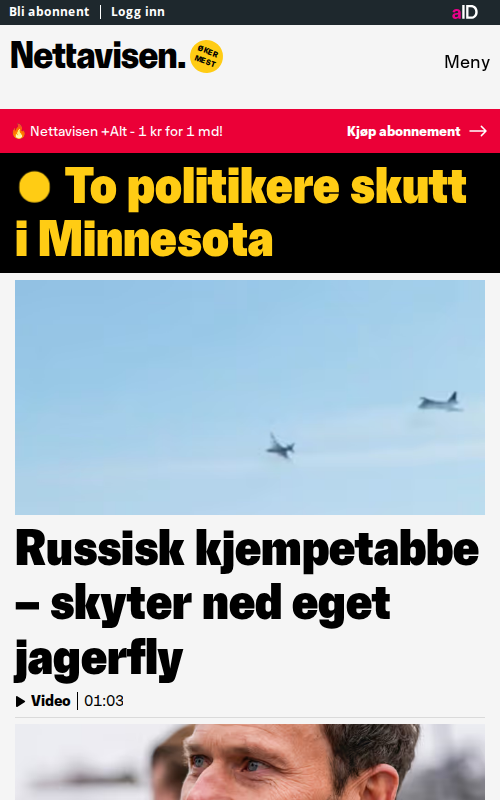 Bli abonnent | Logg inn
aID
Nettavisen.
ØKER
MEST
Meny
🔥 Nettavisen +Alt - 1 kr for 1 md!
Kjøp abonnement →
To politikere skutt
i Minnesota
Russisk kjempetabbe
– skyter ned eget
jagerfly
Video | 01:03